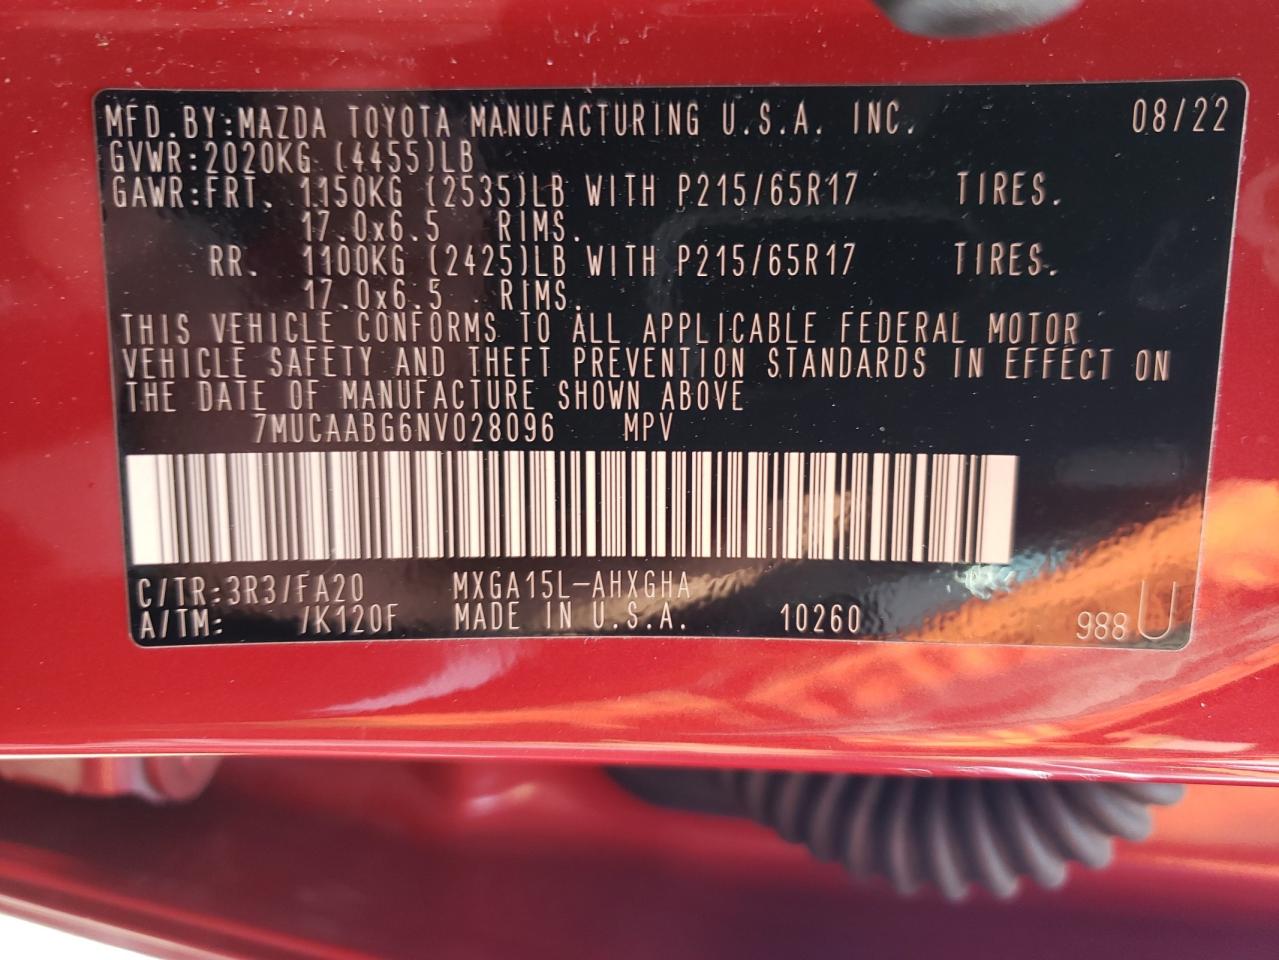 MFD.BY:MAZDA TOYOTA MANUFACTURING U.S.A. INC. 08/22
GVWR:2020KG (4455)LB
GAWR:FRT. 1150KG (2535)LB WITH P215/65R17 TIRES.
17.0x6.5 RIMS.
RR. 1100KG (2425)LB WITH P215/65R17 TIRES.
17.0x6.5 RIMS.
THIS VEHICLE CONFORMS TO ALL APPLICABLE FEDERAL MOTOR
VEHICLE SAFETY AND THEFT PREVENTION STANDARDS IN EFFECT ON
THE DATE OF MANUFACTURE SHOWN ABOVE
7MUCAABG6NV028096 MPV
C/TR:3R3/FA20 MXGA15L-AHXGHA
A/TM: /K120F MADE IN U.S.A. 10260 988 U